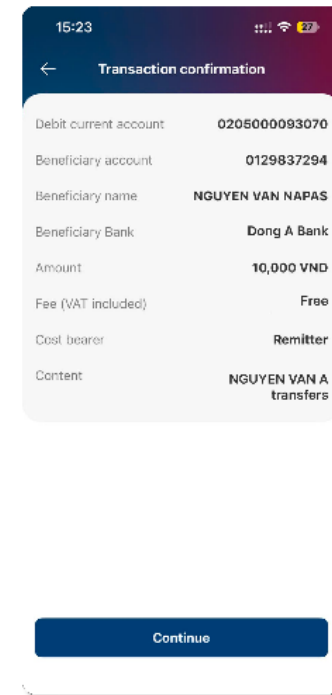 15:23 27
Transaction confirmation
Debit current account 0205000093070
Beneficiary account 0129837294
Beneficiary name NGUYEN VAN NAPAS
Beneficiary Bank Dong A Bank
Amount 10,000 VND
Fee (VAT included) Free
Cost bearer Remitter
Content NGUYEN VAN A
transfers
Continue